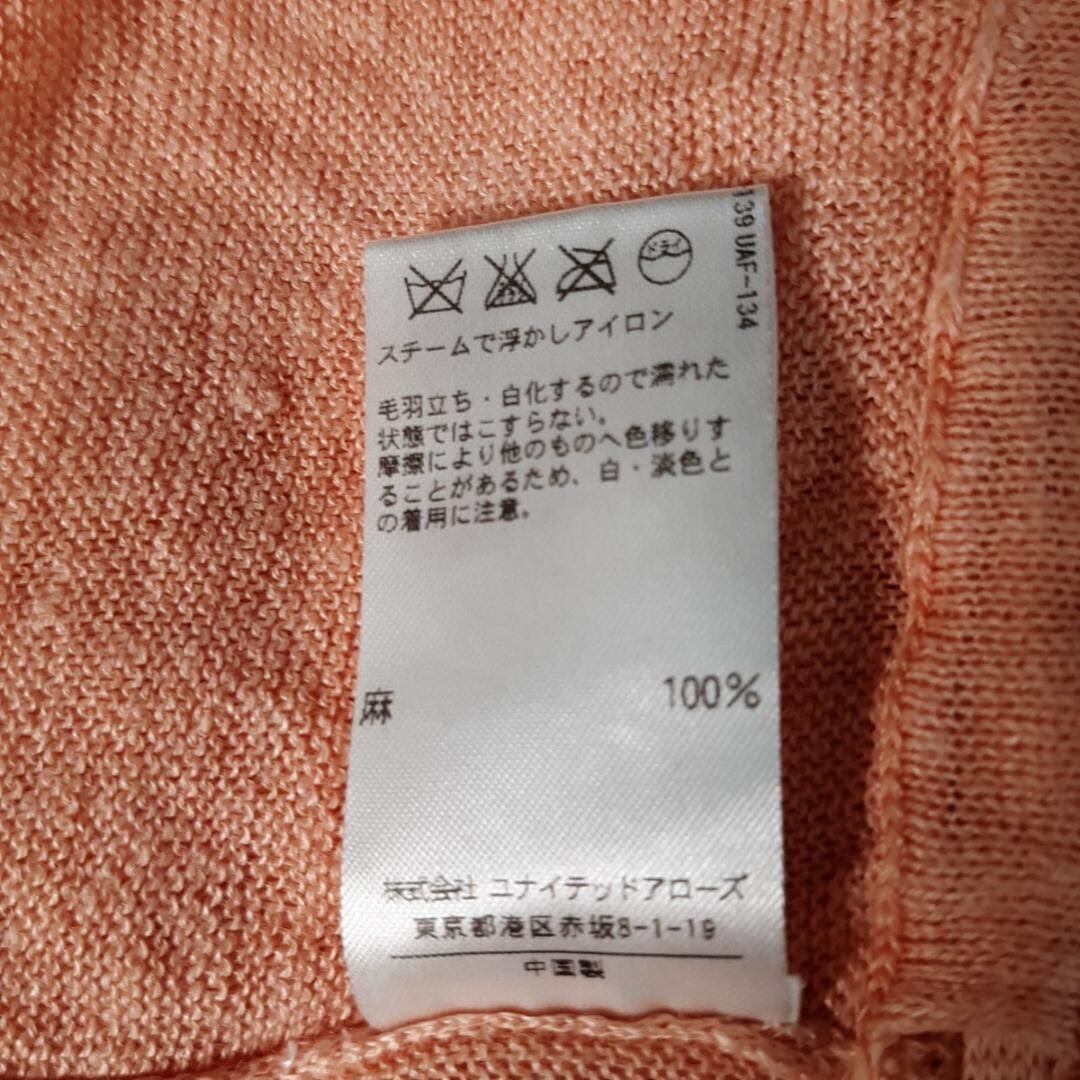 ドライ
139 UAF-134
スチームで浮かしアイロン
毛羽立ち・白化するので濡れた
状態ではこすらない。
摩擦により他のものへ色移りす
ることがあるため、白・淡色と
の着用に注意。
麻 100%
株式会社 ユナイテッドアローズ
東京都港区赤坂8-1-19
中国製